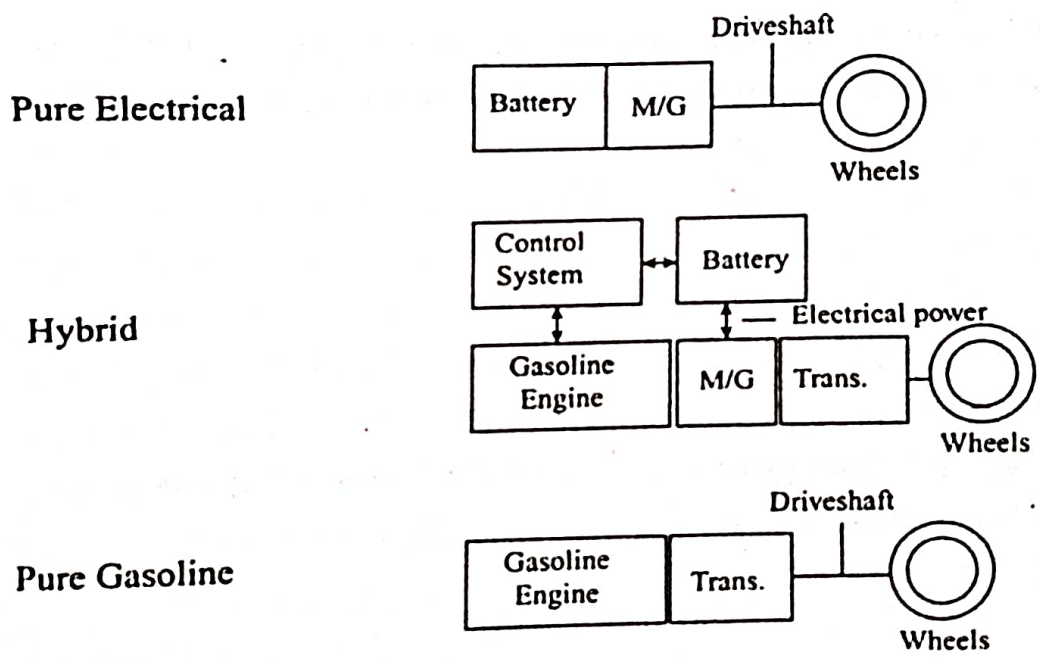 Driveshaft
Pure Electrical
Battery
M/G
Wheels
Control
System
Battery
Hybrid
Electrical power
Gasoline
Engine
M/G
Trans.
Wheels
Driveshaft
Pure Gasoline
Gasoline
Engine
Trans.
Wheels